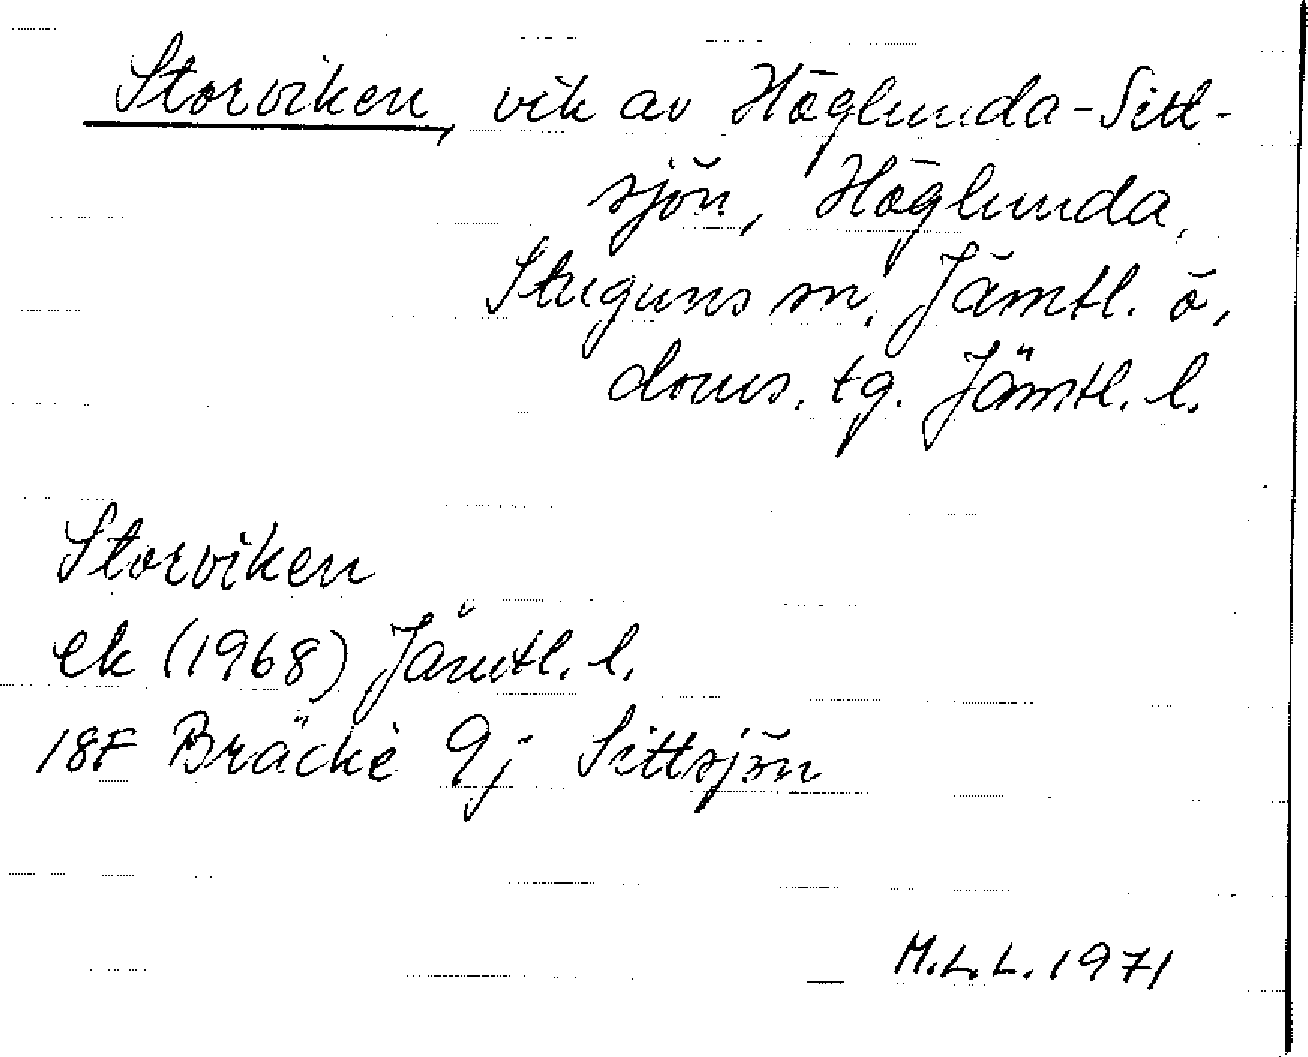 Storviken, vik av Höglunda-Sitt-
sjön, Höglunda,
Stuguns sn, Jämtl. ö,
doms. tg. Jämtl. l.
Storviken
ek (1968) Jämtl. l.
18F Bräcke 9j Sittsjön
M.L.L. 1971